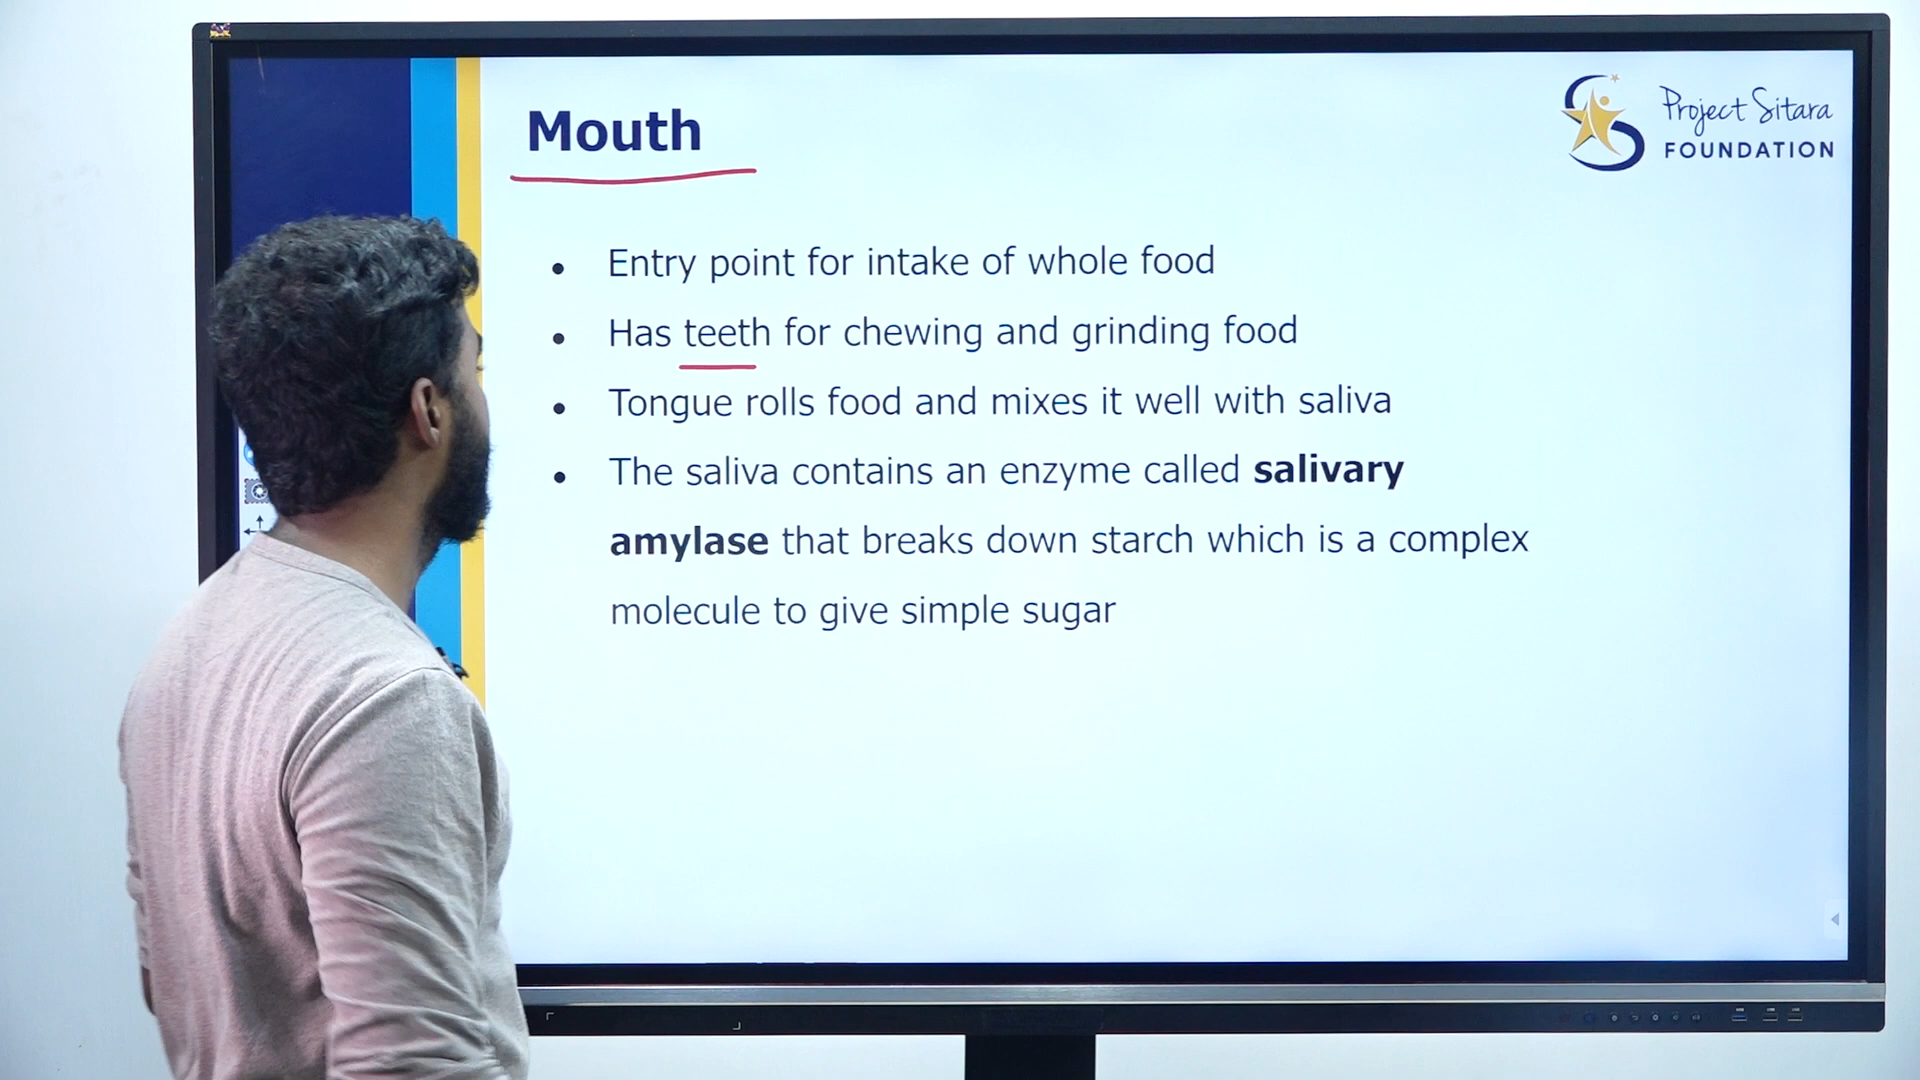 Mouth
Project Sitara
FOUNDATION
• Entry point for intake of whole food
• Has teeth for chewing and grinding food
• Tongue rolls food and mixes it well with saliva
• The saliva contains an enzyme called salivary
amylase that breaks down starch which is a complex
molecule to give simple sugar